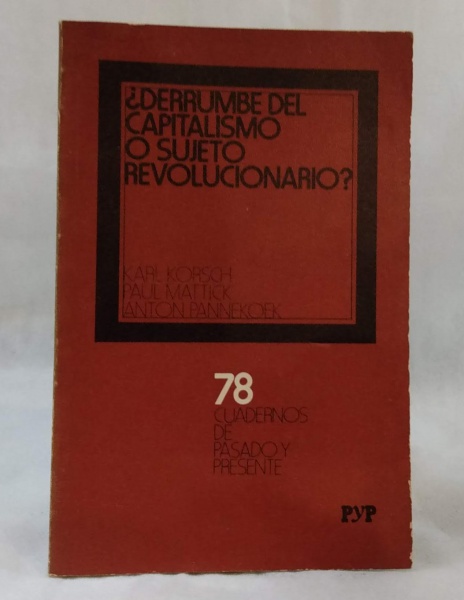 ¿DERRUMBE DEL
CAPITALISMO
O SUJETO
REVOLUCIONARIO?
KARL KORSCH
PAUL MATTICK
ANTON PANNEKOEK
78
CUADERNOS
DE
PASADO Y
PRESENTE
PYP